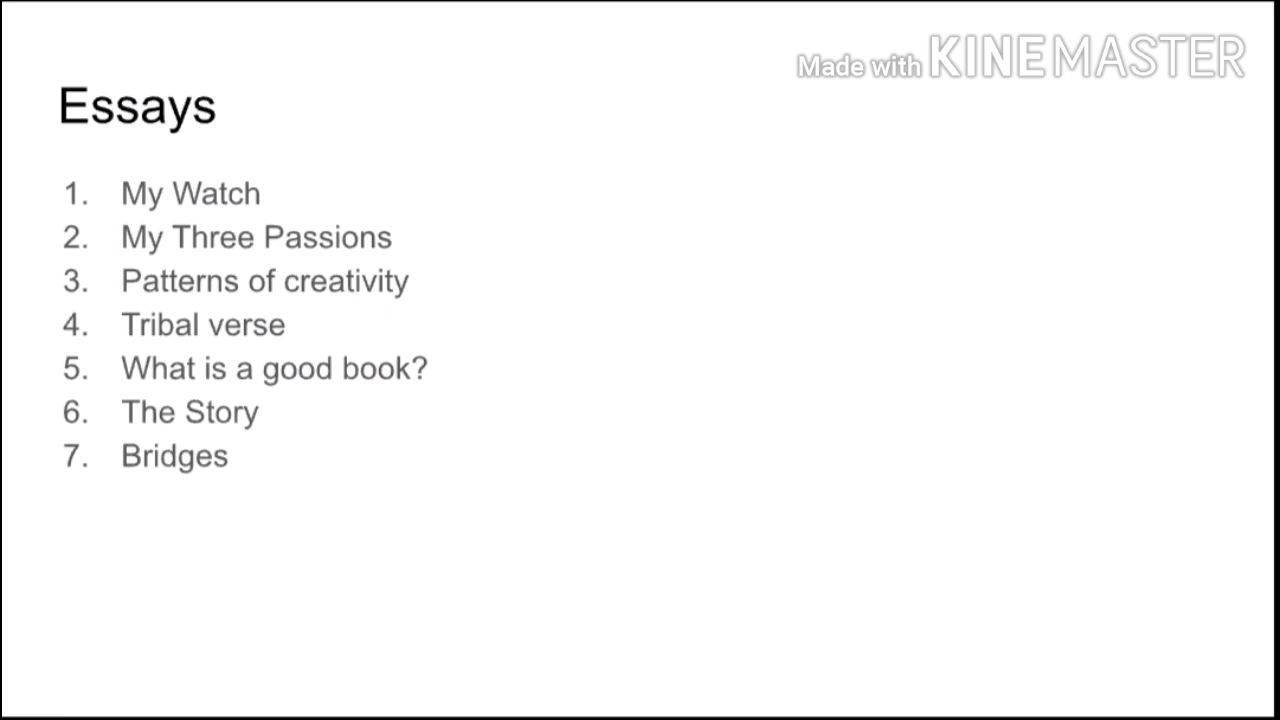 Made with KINEMASTER
Essays
1. My Watch
2. My Three Passions
3. Patterns of creativity
4. Tribal verse
5. What is a good book?
6. The Story
7. Bridges